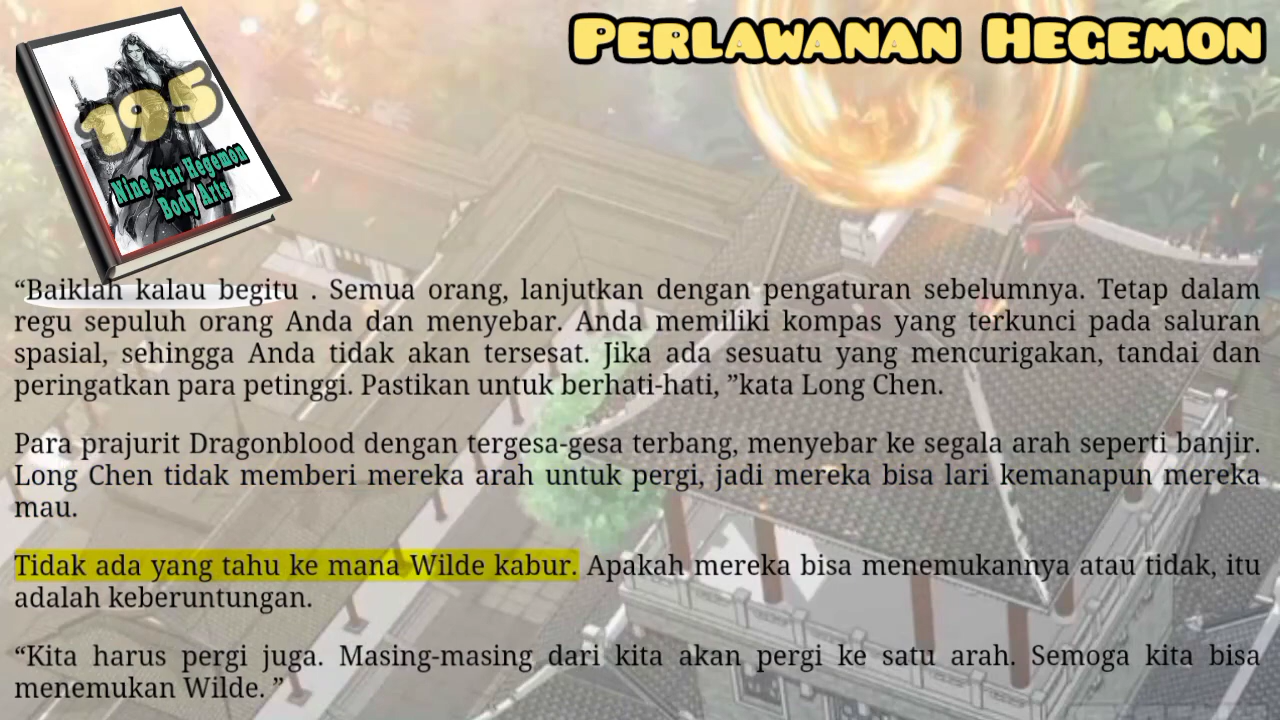 PERLAWANAN HEGEMON
195
Nine Star Hegemon
Body Arts
“Baiklah kalau begitu . Semua orang, lanjutkan dengan pengaturan sebelumnya. Tetap dalam
regu sepuluh orang Anda dan menyebar. Anda memiliki kompas yang terkunci pada saluran
spasial, sehingga Anda tidak akan tersesat. Jika ada sesuatu yang mencurigakan, tandai dan
peringatkan para petinggi. Pastikan untuk berhati-hati, ”kata Long Chen.
Para prajurit Dragonblood dengan tergesa-gesa terbang, menyebar ke segala arah seperti banjir.
Long Chen tidak memberi mereka arah untuk pergi, jadi mereka bisa lari kemanapun mereka
mau.
Tidak ada yang tahu ke mana Wilde kabur. Apakah mereka bisa menemukannya atau tidak, itu
adalah keberuntungan.
“Kita harus pergi juga. Masing-masing dari kita akan pergi ke satu arah. Semoga kita bisa
menemukan Wilde. ”